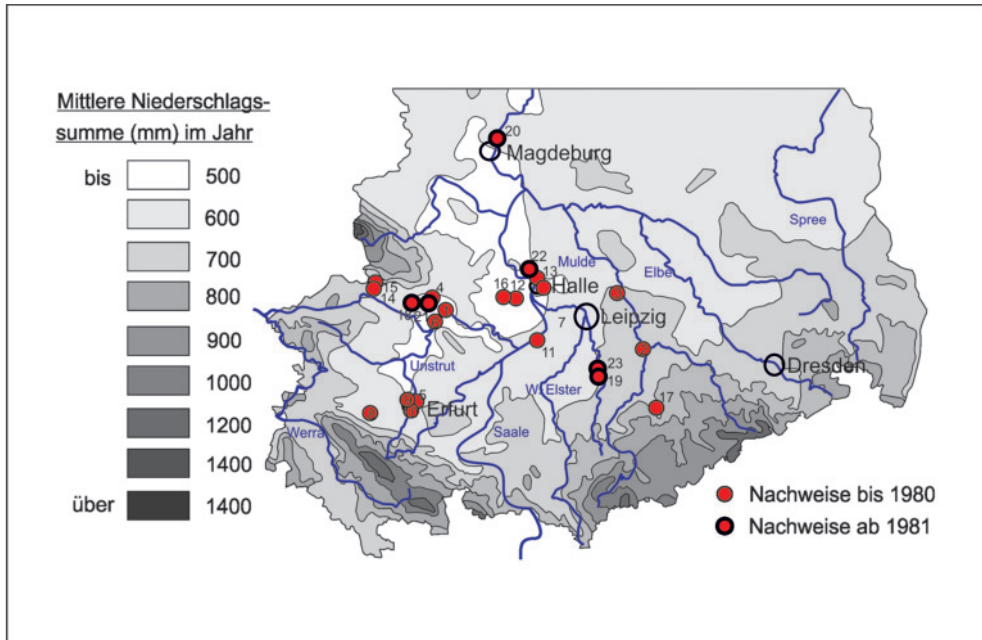 Mittlere Niederschlags-
summe (mm) im Jahr
bis 500
600
700
800
900
1000
1200
1400
über 1400
20
Magdeburg
Spree
22
Mulde
13
Elbe
Halle
16 12
15
14
4
7
Leipzig
11
Unstrut
23
Dresden
19
W.Elster
17
Erfurt
Werra
Saale
Nachweise bis 1980
Nachweise ab 1981